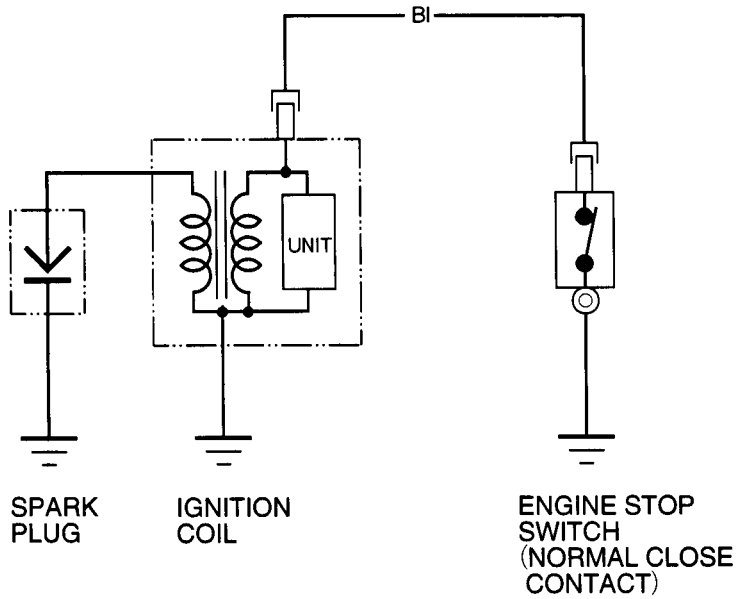 Bl
UNIT
SPARK
PLUG
IGNITION
COIL
ENGINE STOP
SWITCH
(NORMAL CLOSE
CONTACT)